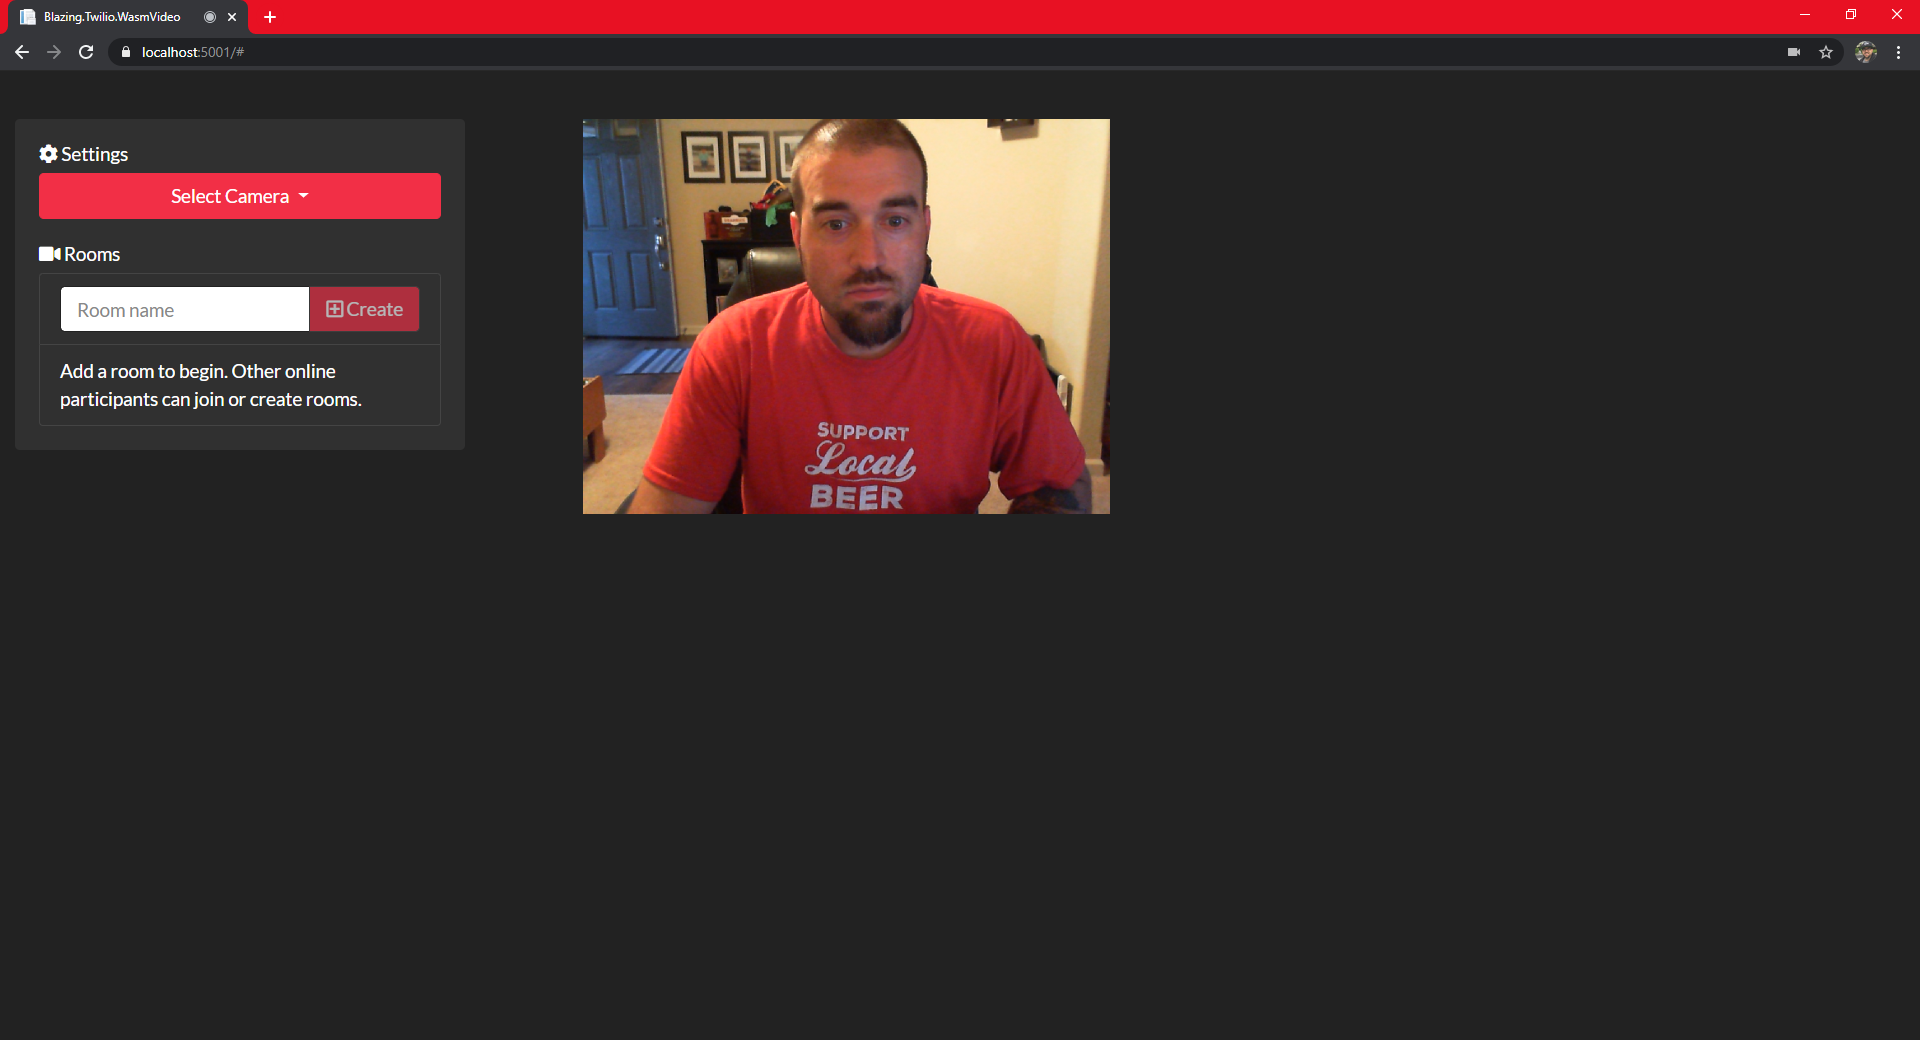 Blazing.Twilio.WasmVideo
localhost:5001/#
Settings
Select Camera
Rooms
Room name
Create
Add a room to begin. Other online
participants can join or create rooms.
SUPPORT
Local
BEER